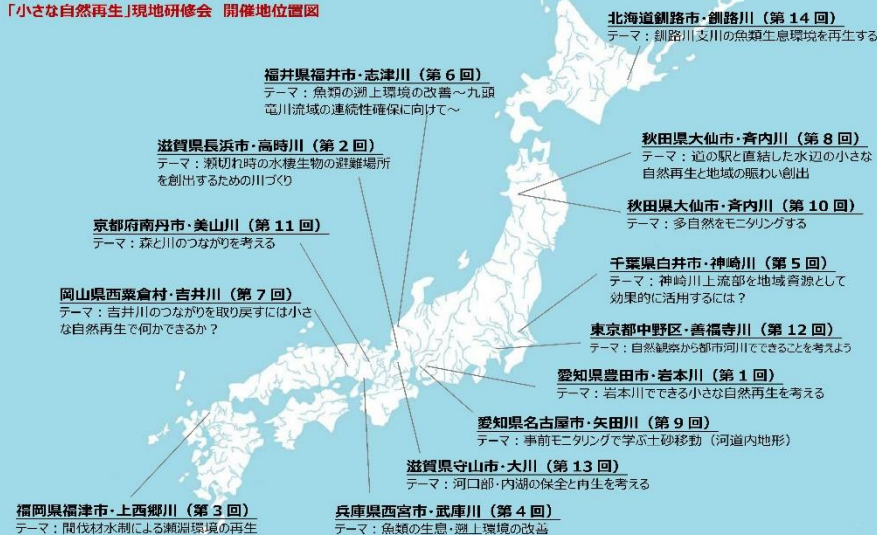 「小さな自然再生」現地研修会 開催地位置図
北海道釧路市・釧路川（第 14 回）
テーマ：釧路川支川の魚類生息環境を再生する
福井県福井市・志津川（第 6 回）
テーマ：魚類の遡上環境の改善～九頭
竜川流域の連続性確保に向けて～
滋賀県長浜市・高時川（第 2 回）
テーマ：瀬切れ時の水棲生物の避難場所
を創出するための川づくり
秋田県大仙市・斉内川（第 8 回）
テーマ：道の駅と直結した水辺の小さな
自然再生と地域の賑わい創出
秋田県大仙市・斉内川（第 10 回）
テーマ：多自然をモニタリングする
京都府南丹市・美山川（第 11 回）
テーマ：森と川のつながりを考える
千葉県白井市・神崎川（第 5 回）
テーマ：神崎川上流部を地域資源として
効果的に活用するには？
岡山県西粟倉村・吉井川（第 7 回）
テーマ：吉井川のつながりを取り戻すには小さ
な自然再生で何かできるか？
東京都中野区・善福寺川（第 12 回）
テーマ：自然観察から都市河川でできることを考えよう
愛知県豊田市・岩本川（第 1 回）
テーマ：岩本川でできる小さな自然再生を考える
愛知県名古屋市・矢田川（第 9 回）
テーマ：事前モニタリングで学ぶ土砂移動（河道内地形）
滋賀県守山市・大川（第 13 回）
テーマ：河口部・内湖の保全と再生を考える
福岡県福津市・上西郷川（第 3 回）
テーマ：間伐材水制による瀬淵環境の再生
兵庫県西宮市・武庫川（第 4 回）
テーマ：魚類の生息・遡上環境の改善